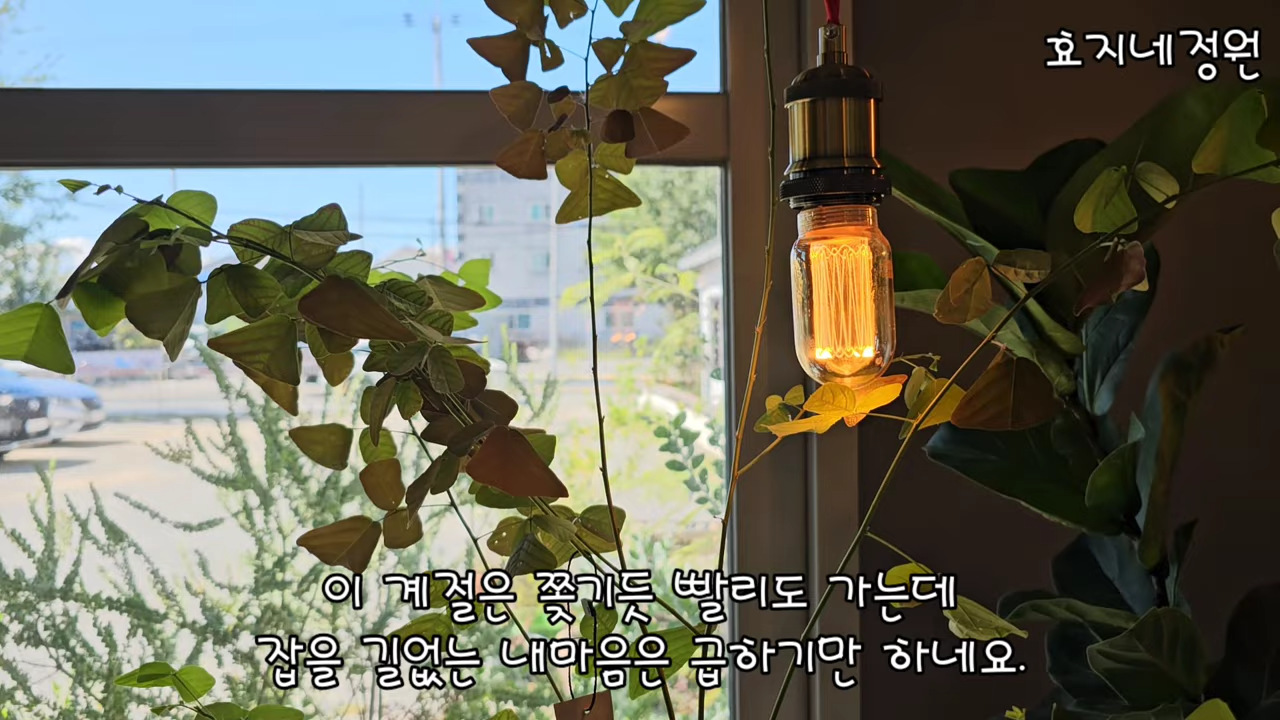 효지네정원
이 계절은 쫒기듯 빨리도 가는데
잡을 길없는 내마음은 급하기만 하네요.